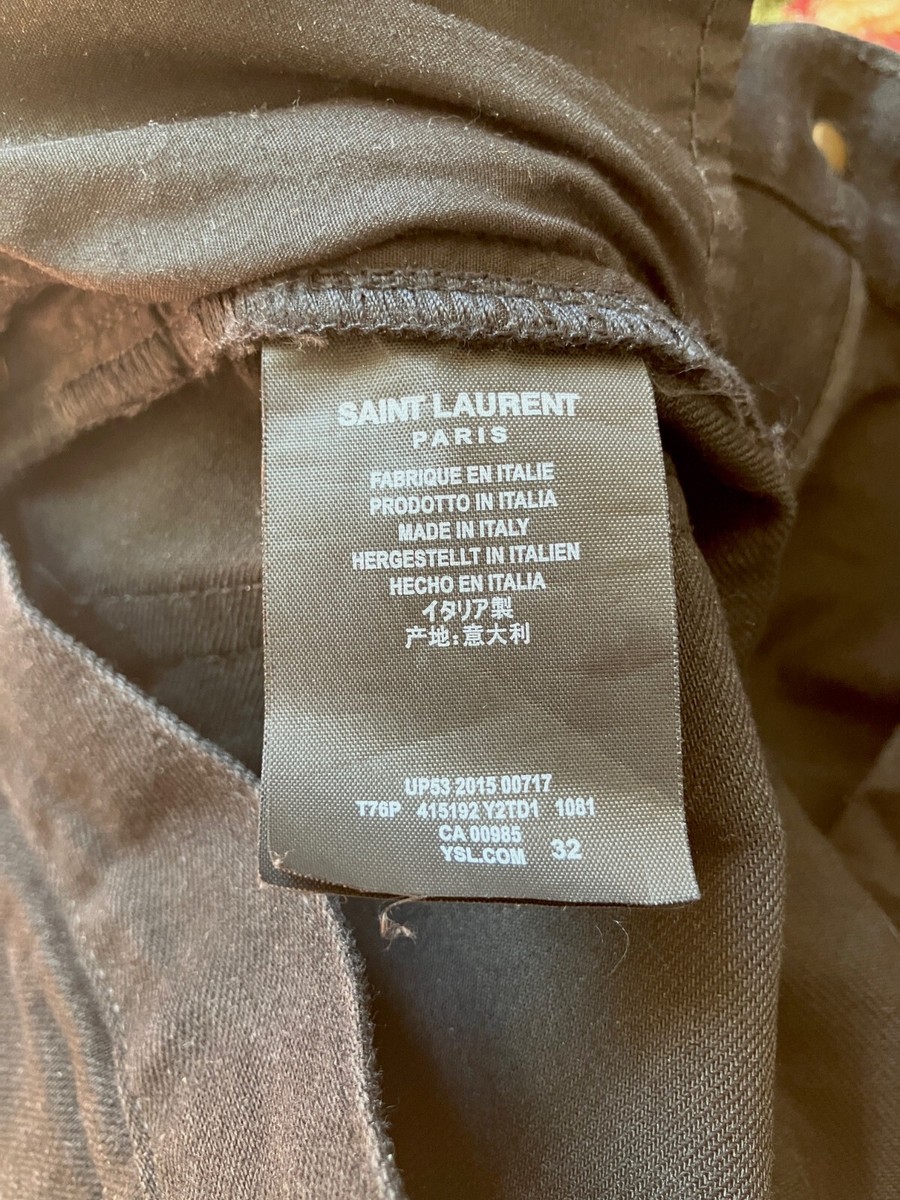 SAINT LAURENT
PARIS
FABRIQUE EN ITALIE
PRODOTTO IN ITALIA
MADE IN ITALY
HERGESTELLT IN ITALIEN
HECHO EN ITALIA
イタリア製
产地:意大利
UP53 2015 00717
T76P 415192 Y2TD1 1081
CA 00985
YSL.COM 32